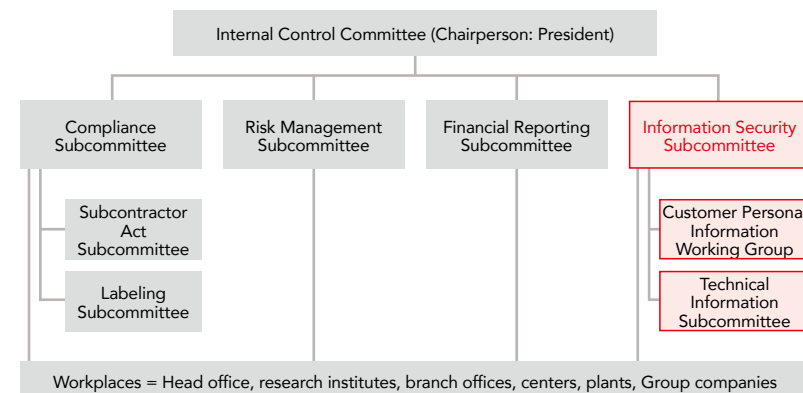 Internal Control Committee (Chairperson: President)
Compliance
Subcommittee
Risk Management
Subcommittee
Financial Reporting
Subcommittee
Information Security
Subcommittee
Subcontractor
Act
Subcommittee
Labeling
Subcommittee
Customer Persona
Information
Working Group
Technical
Information
Subcommittee
Workplaces = Head office, research institutes, branch offices, centers, plants, Group companies